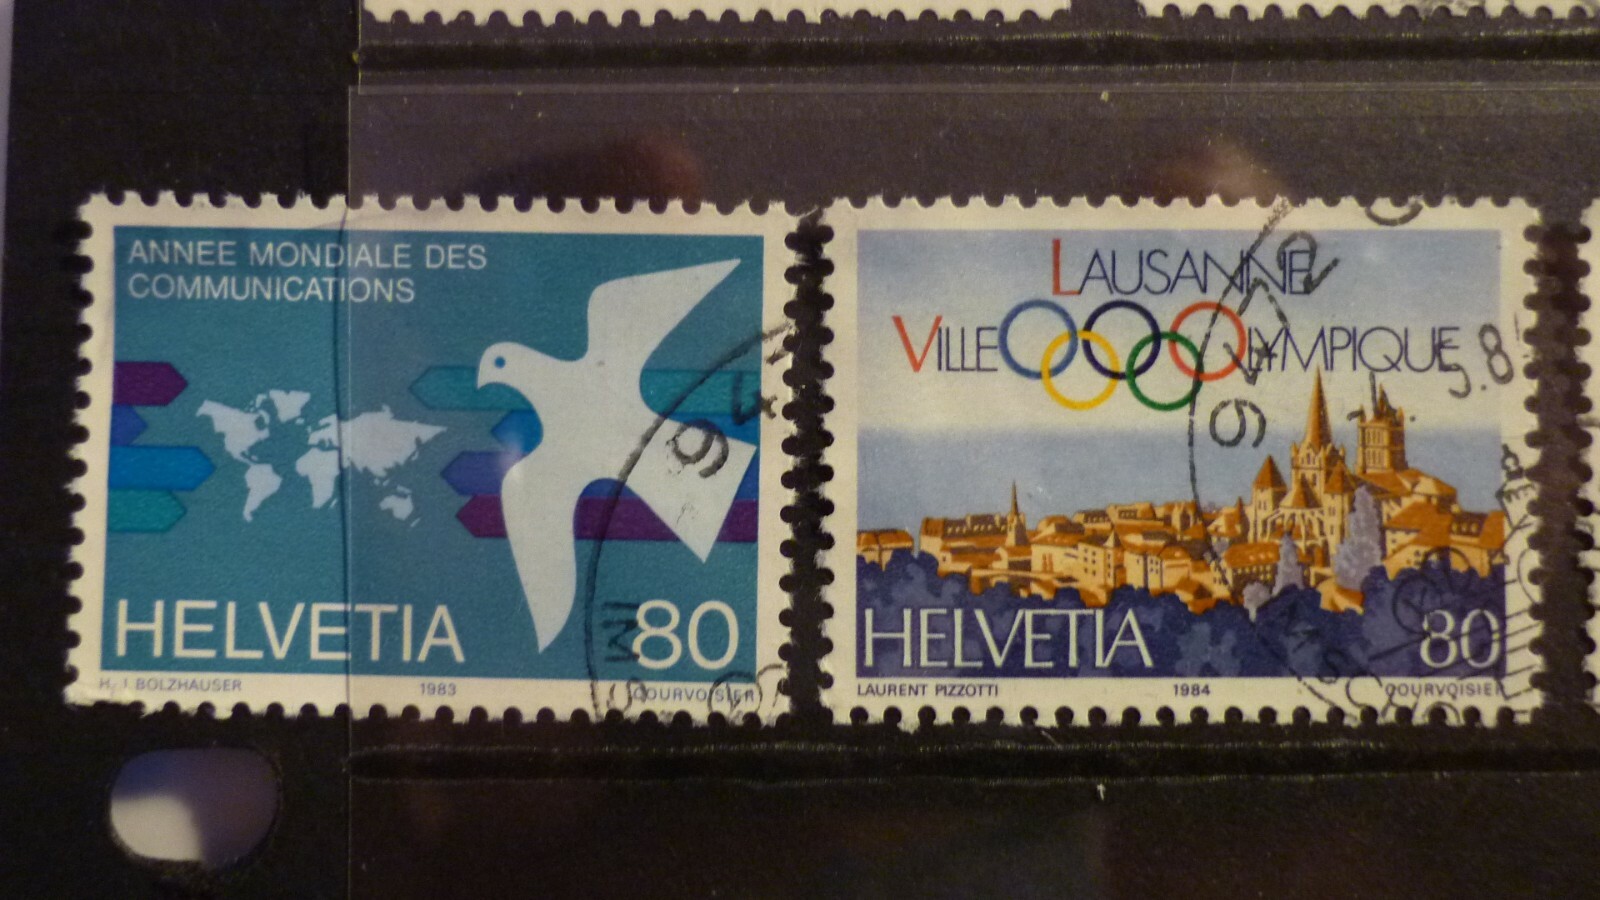 ANNEE MONDIALE DES
COMMUNICATIONS
HELVETIA 80
BOLZHAUSER 1983 COURVOISIER
LAUSANNE
VILLE OLYMPIQUE
HELVETIA 80
LAURENT PIZZOTTI 1984 COURVOISIER